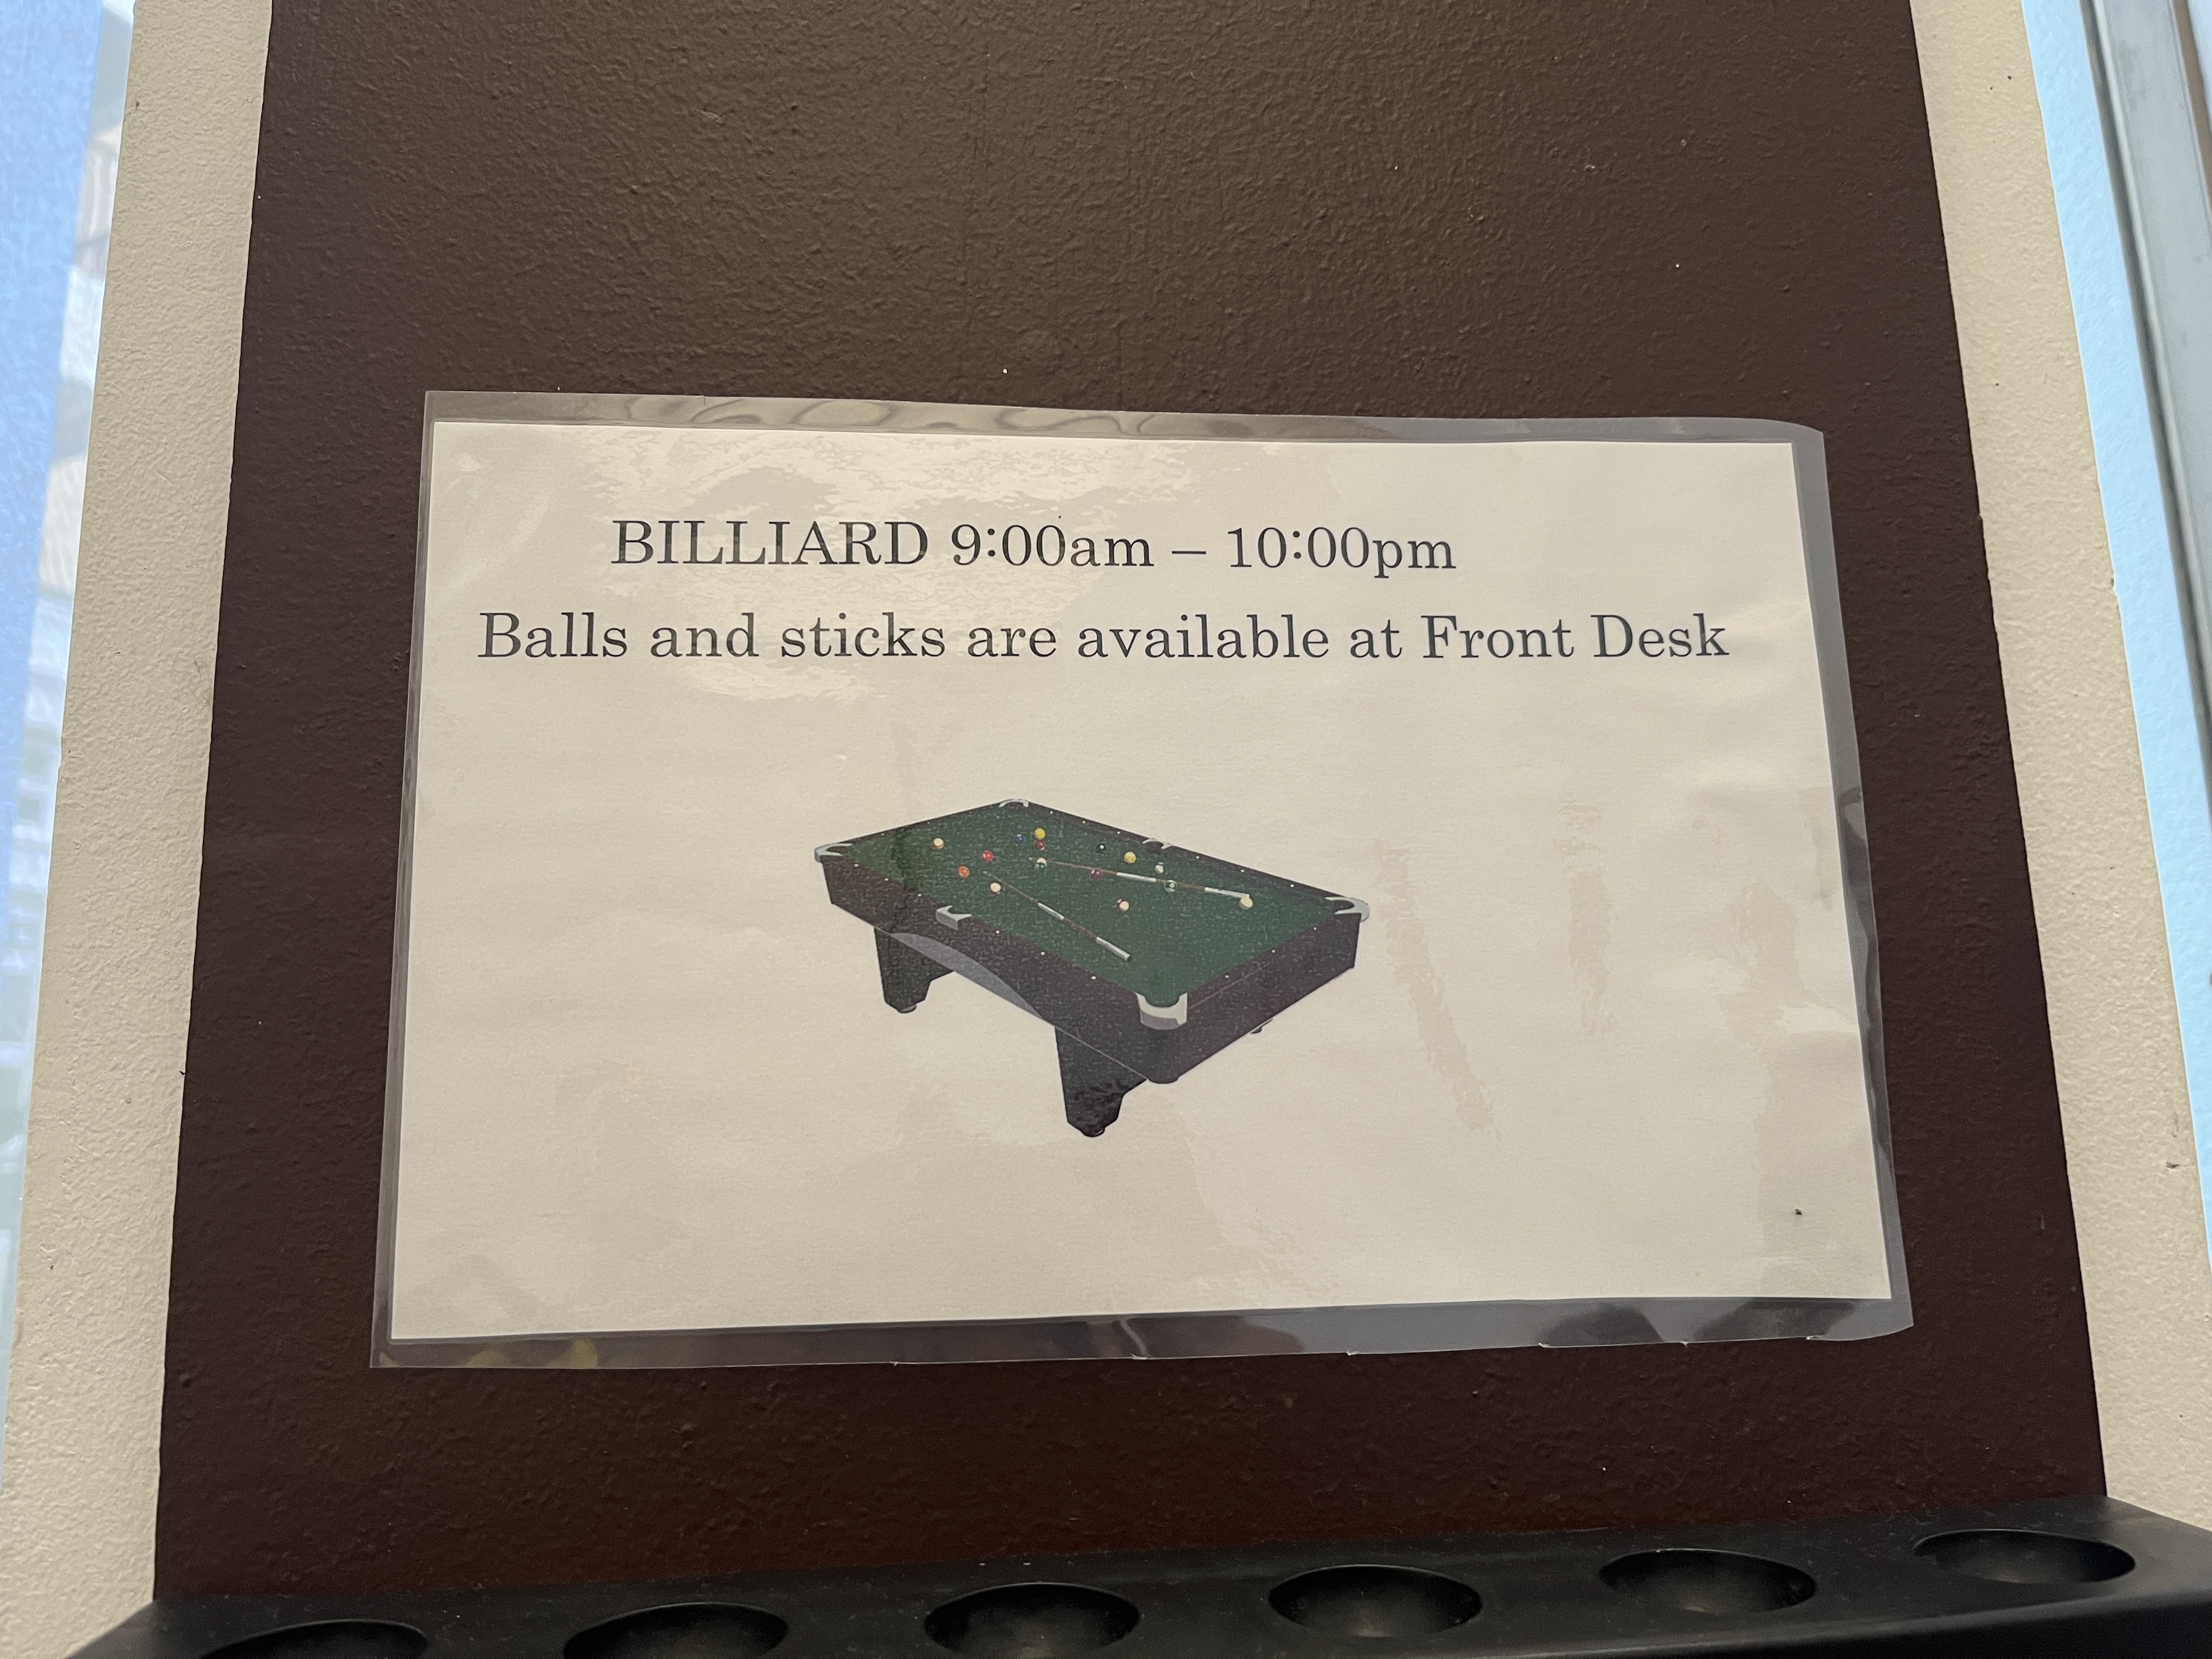 BILLIARD 9:00am – 10:00pm
Balls and sticks are available at Front Desk